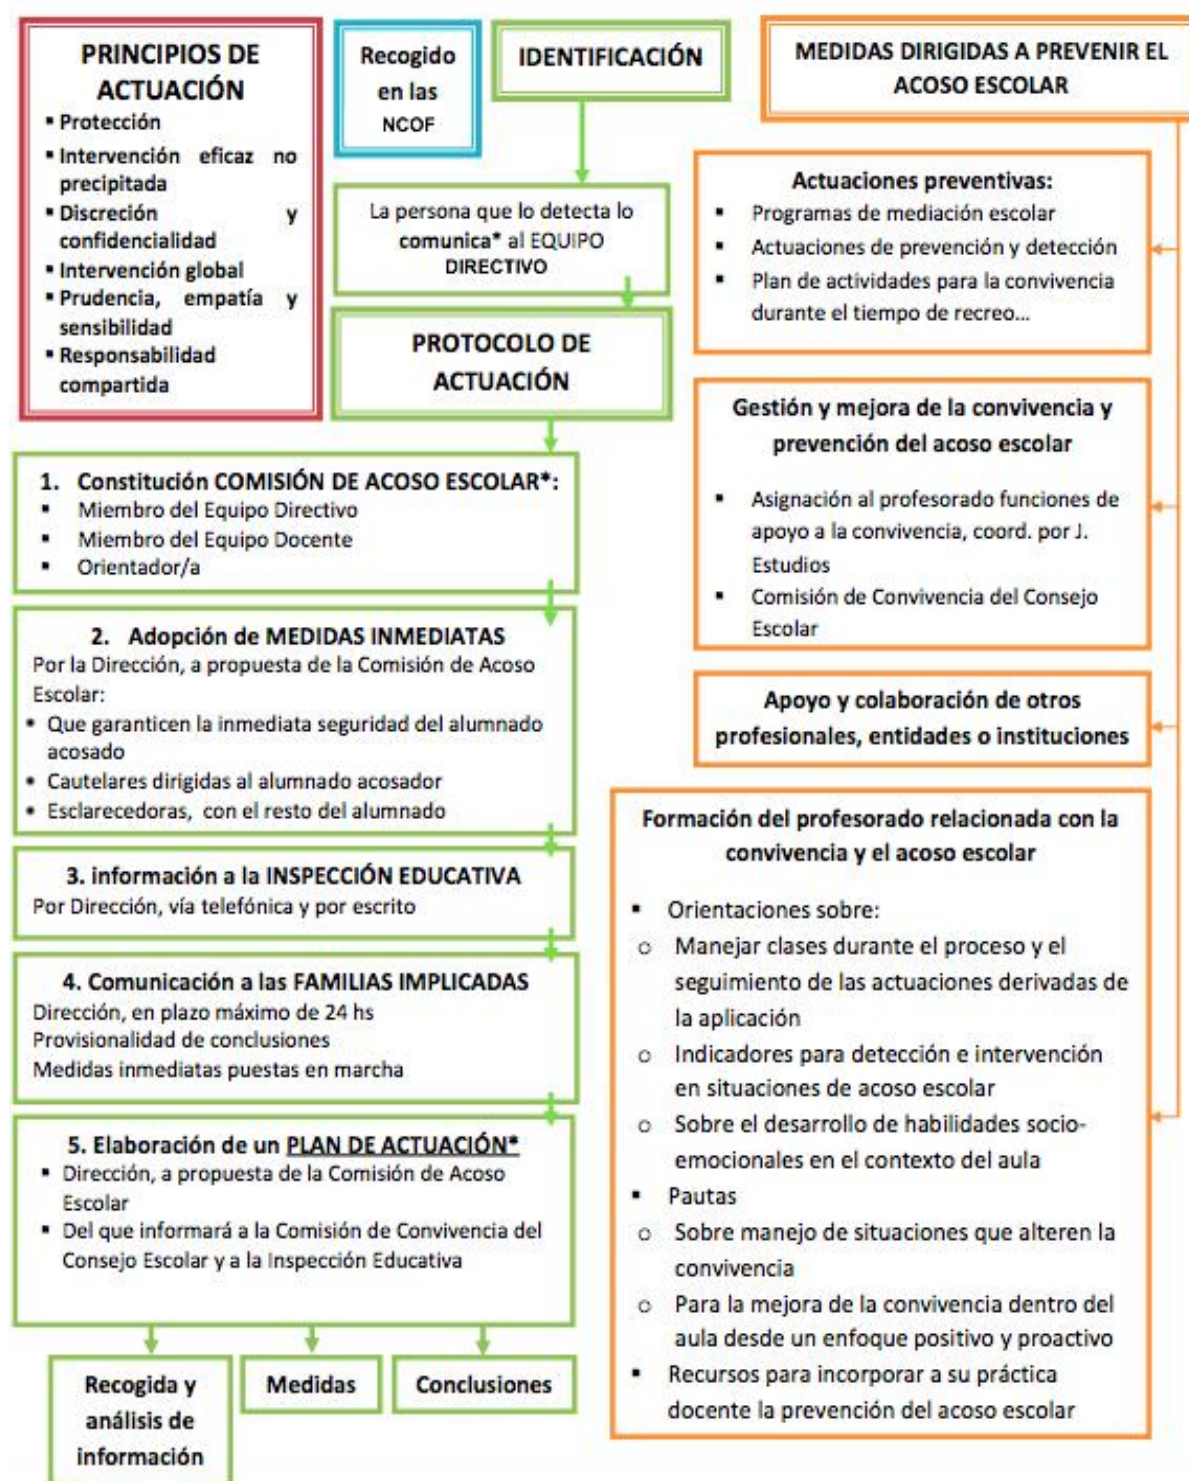 PRINCIPIOS DE
ACTUACIÓN
▪ Protección
▪ Intervención eficaz no
precipitada
▪ Discreción y
confidencialidad
▪ Intervención global
▪ Prudencia, empatía y
sensibilidad
▪ Responsabilidad
compartida
Recogido
en las
NCOF
IDENTIFICACIÓN
La persona que lo detecta lo
comunica* al EQUIPO
DIRECTIVO
PROTOCOLO DE
ACTUACIÓN
1. Constitución COMISIÓN DE ACOSO ESCOLAR*:
▪ Miembro del Equipo Directivo
▪ Miembro del Equipo Docente
▪ Orientador/a
2. Adopción de MEDIDAS INMEDIATAS
Por la Dirección, a propuesta de la Comisión de Acoso
Escolar:
• Que garanticen la inmediata seguridad del alumnado
acosado
• Cautelares dirigidas al alumnado acosador
• Esclarecedoras, con el resto del alumnado
3. información a la INSPECCIÓN EDUCATIVA
Por Dirección, vía telefónica y por escrito
4. Comunicación a las FAMILIAS IMPLICADAS
Dirección, en plazo máximo de 24 hs
Provisionalidad de conclusiones
Medidas inmediatas puestas en marcha
5. Elaboración de un PLAN DE ACTUACIÓN*
▪ Dirección, a propuesta de la Comisión de Acoso
Escolar
▪ Del que informará a la Comisión de Convivencia del
Consejo Escolar y a la Inspección Educativa
Recogida y
análisis de
información
Medidas
Conclusiones
MEDIDAS DIRIGIDAS A PREVENIR EL
ACOSO ESCOLAR
Actuaciones preventivas:
▪ Programas de mediación escolar
▪ Actuaciones de prevención y detección
▪ Plan de actividades para la convivencia
durante el tiempo de recreo...
Gestión y mejora de la convivencia y
prevención del acoso escolar
▪ Asignación al profesorado funciones de
apoyo a la convivencia, coord. por J.
Estudios
▪ Comisión de Convivencia del Consejo
Escolar
Apoyo y colaboración de otros
profesionales, entidades o instituciones
Formación del profesorado relacionada con la
convivencia y el acoso escolar
▪ Orientaciones sobre:
o Manejar clases durante el proceso y el
seguimiento de las actuaciones derivadas de
la aplicación
o Indicadores para detección e intervención
en situaciones de acoso escolar
o Sobre el desarrollo de habilidades socio-
emocionales en el contexto del aula
▪ Pautas
o Sobre manejo de situaciones que alteren la
convivencia
o Para la mejora de la convivencia dentro del
aula desde un enfoque positivo y proactivo
▪ Recursos para incorporar a su práctica
docente la prevención del acoso escolar